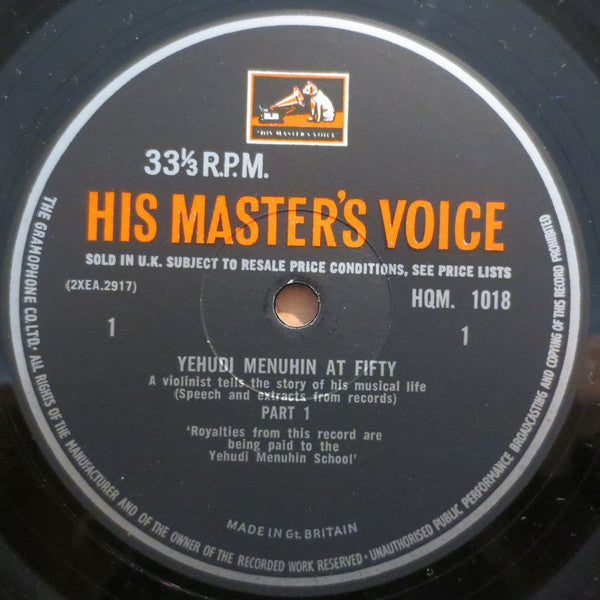 "HIS MASTER'S VOICE"
33⅓ R.P.M.
HIS MASTER'S VOICE
SOLD IN U.K. SUBJECT TO RESALE PRICE CONDITIONS, SEE PRICE LISTS
(2XEA.2917)
HQM. 1018
1
1
YEHUDI MENUHIN AT FIFTY
A violinist tells the story of his musical life
(Speech and extracts from records)
PART 1
'Royalties from this record are
being paid to the
Yehudi Menuhin School'
MADE IN Gt. BRITAIN
THE GRAMOPHONE CO. LTD. · ALL RIGHTS OF THE MANUFACTURER AND OF THE OWNER OF THE RECORDED WORK RESERVED · UNAUTHORISED PUBLIC PERFORMANCE BROADCASTING AND COPYING OF THIS RECORD PROHIBITED